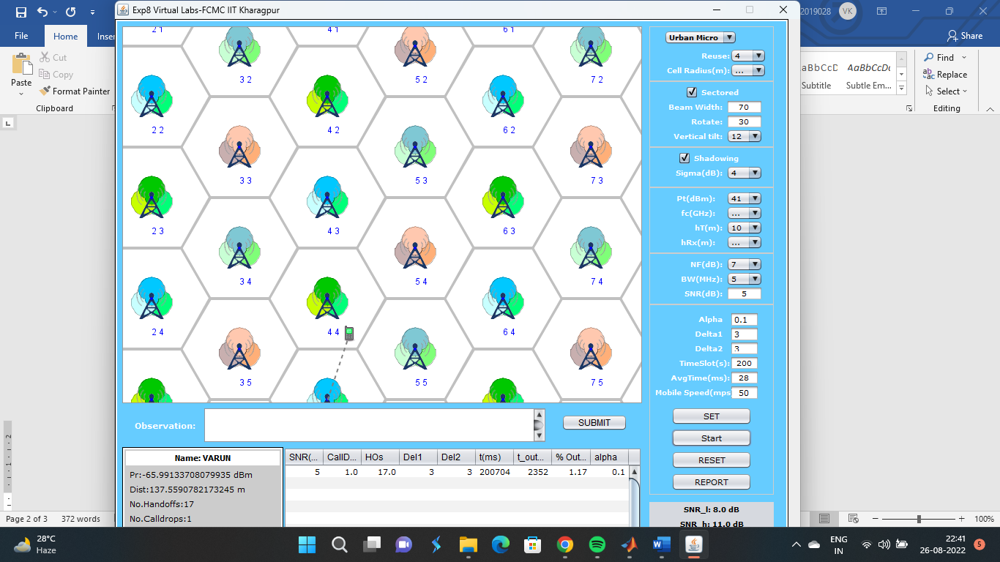 Exp8 Virtual Labs-FCMC IIT Kharagpur
2019028 VK
File Home Inser
Share
Cut
Copy
Paste
Format Painter
Clipboard
aBbCcD AaBbCcDc
Subtitle Subtle Em...
Find
Replace
Select
Editing
2 1 4 1 6 1
3 2 5 2 7 2
2 2 4 2 6 2
3 3 5 3 7 3
2 3 4 3 6 3
3 4 5 4 7 4
2 4 4 4 6 4
3 5 5 5 7 5
Urban Micro
Reuse: 4
Cell Radius(m): ...
Sectored
Beam Width: 70
Rotate: 30
Vertical tilt: 12
Shadowing
Sigma(dB): 4
Pt(dBm): 41
fc(GHz): ...
hT(m): 10
hRx(m): ...
NF(dB): 7
BW(MHz): 5
SNR(dB): 5
Alpha 0.1
Delta1 3
Delta2 3
TimeSlot(s): 200
AvgTime(ms): 28
Mobile Speed(mps 50
SET
Start
RESET
REPORT
SNR_l: 8.0 dB
SNR_h: 11.0 dB
Observation:
SUBMIT
Name: VARUN
Pr:-65.99133708079935 dBm
Dist:137.5590782173245 m
No.Handoffs:17
No.Calldrops:1
SNR(... CallD... HOs Del1 Del2 t(ms) t_out... % Out... alpha
5 1.0 17.0 3 3 200704 2352 1.17 0.1
Page 2 of 3 372 words
100%
28°C
Haze
ENG
IN
22:41
26-08-2022
5